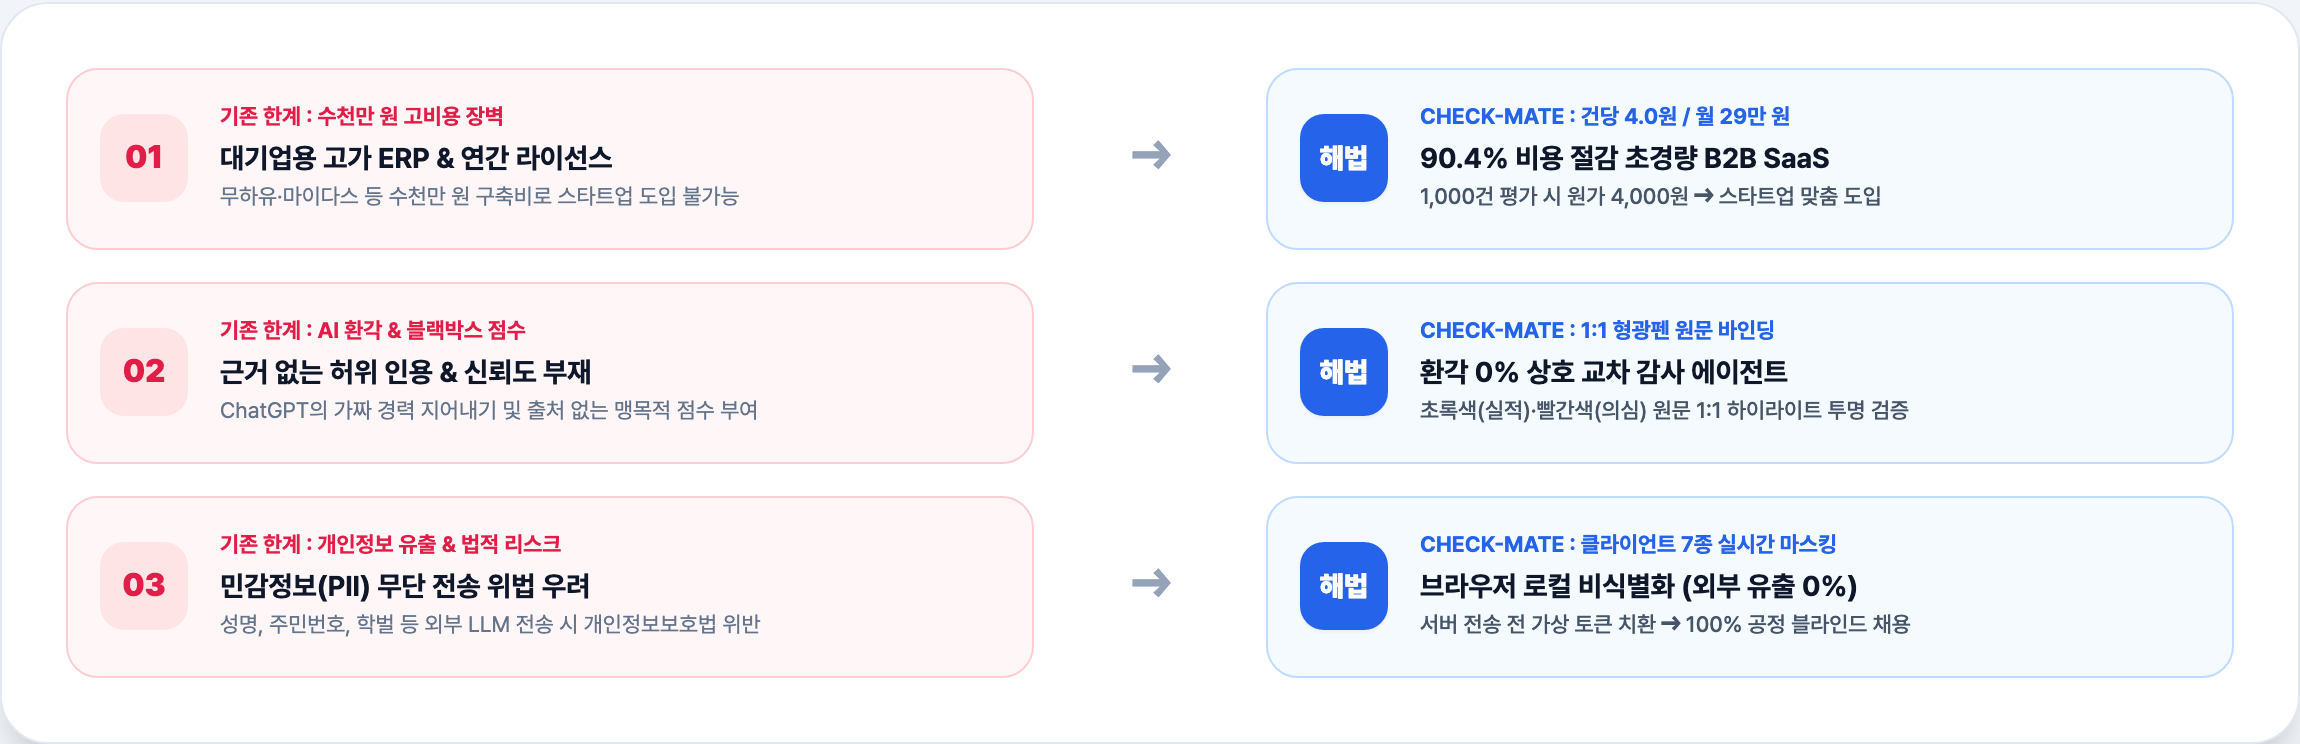 01
기존 한계 : 수천만 원 고비용 장벽
대기업용 고가 ERP & 연간 라이선스
무하유·마이다스 등 수천만 원 구축비로 스타트업 도입 불가능
→
해법
CHECK-MATE : 건당 4.0원 / 월 29만 원
90.4% 비용 절감 초경량 B2B SaaS
1,000건 평가 시 원가 4,000원 → 스타트업 맞춤 도입
02
기존 한계 : AI 환각 & 블랙박스 점수
근거 없는 허위 인용 & 신뢰도 부재
ChatGPT의 가짜 경력 지어내기 및 출처 없는 맹목적 점수 부여
→
해법
CHECK-MATE : 1:1 형광펜 원문 바인딩
환각 0% 상호 교차 감사 에이전트
초록색(실적)·빨간색(의심) 원문 1:1 하이라이트 투명 검증
03
기존 한계 : 개인정보 유출 & 법적 리스크
민감정보(PII) 무단 전송 위법 우려
성명, 주민번호, 학벌 등 외부 LLM 전송 시 개인정보보호법 위반
→
해법
CHECK-MATE : 클라이언트 7종 실시간 마스킹
브라우저 로컬 비식별화 (외부 유출 0%)
서버 전송 전 가상 토큰 치환 → 100% 공정 블라인드 채용